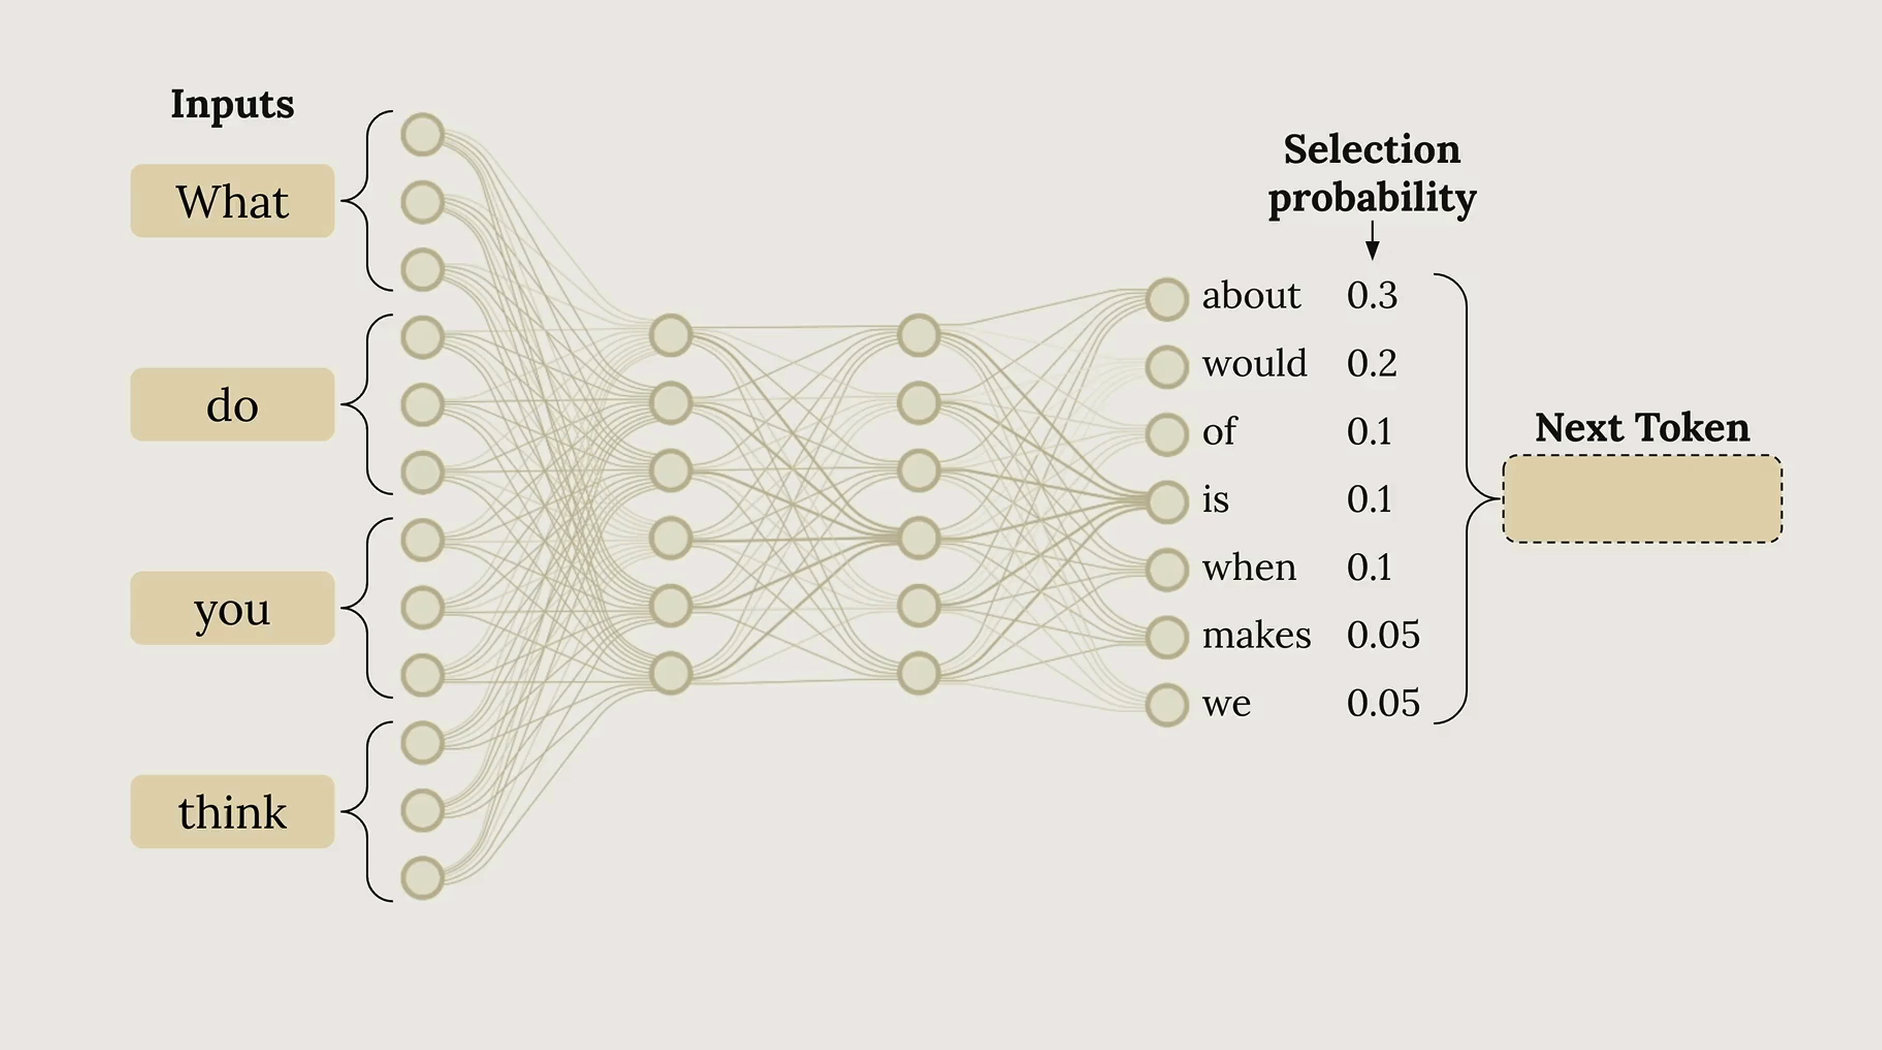 Inputs
What
do
you
think
Selection
probability
about 0.3
would 0.2
of 0.1
is 0.1
when 0.1
makes 0.05
we 0.05
Next Token